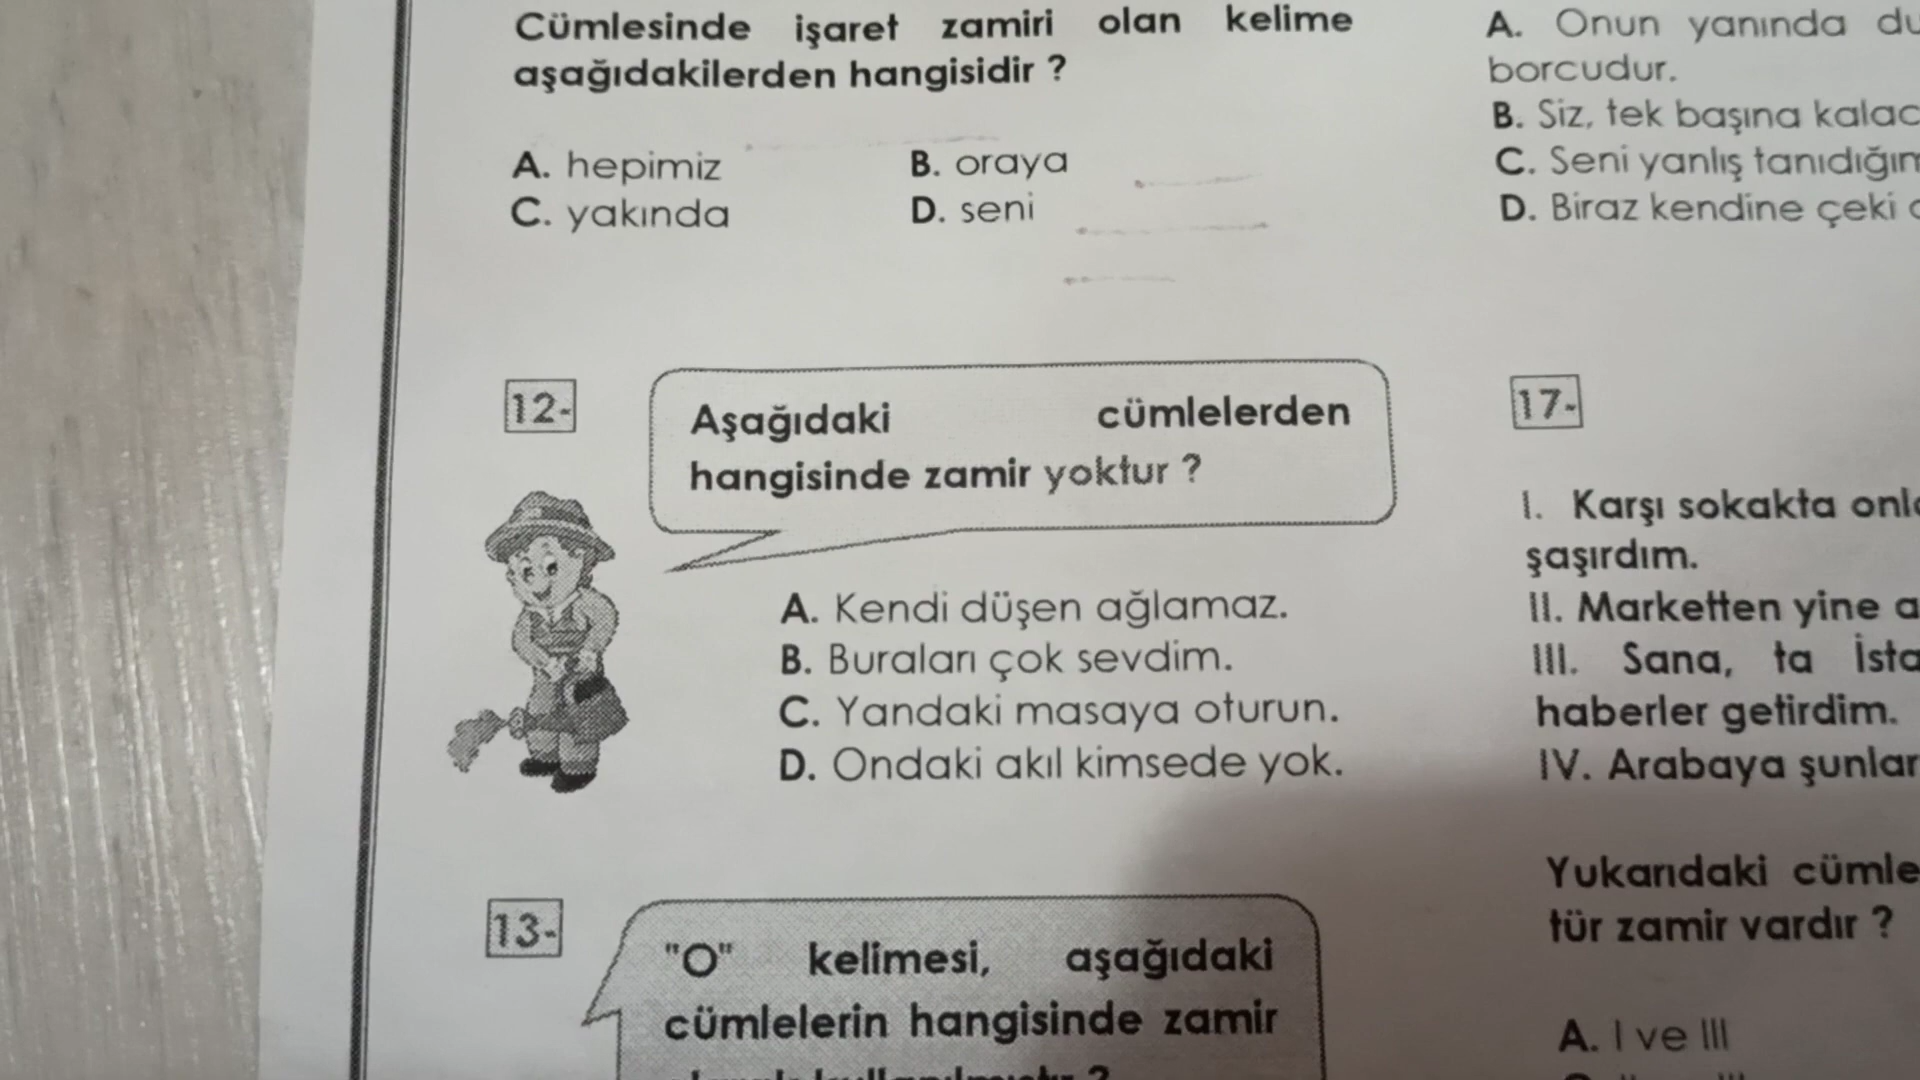 Cümlesinde işaret zamiri olan kelime
aşağıdakilerden hangisidir ?
A. hepimiz B. oraya
C. yakında D. seni
12-
Aşağıdaki cümlelerden
hangisinde zamir yoktur ?
A. Kendi düşen ağlamaz.
B. Buraları çok sevdim.
C. Yandaki masaya oturun.
D. Ondaki akıl kimsede yok.
13-
"O" kelimesi, aşağıdaki
cümlelerin hangisinde zamir
A. Onun yanında
borcudur.
B. Siz, tek başına
C. Seni yanlış
D. Biraz kendine çeki
17-
I. Karşı sokakta
şaşırdım.
II. Marketten yine
III. Sana, ta
haberler getirdim.
IV. Arabaya
Yukarıdaki
tür zamir vardır ?
A. I ve III